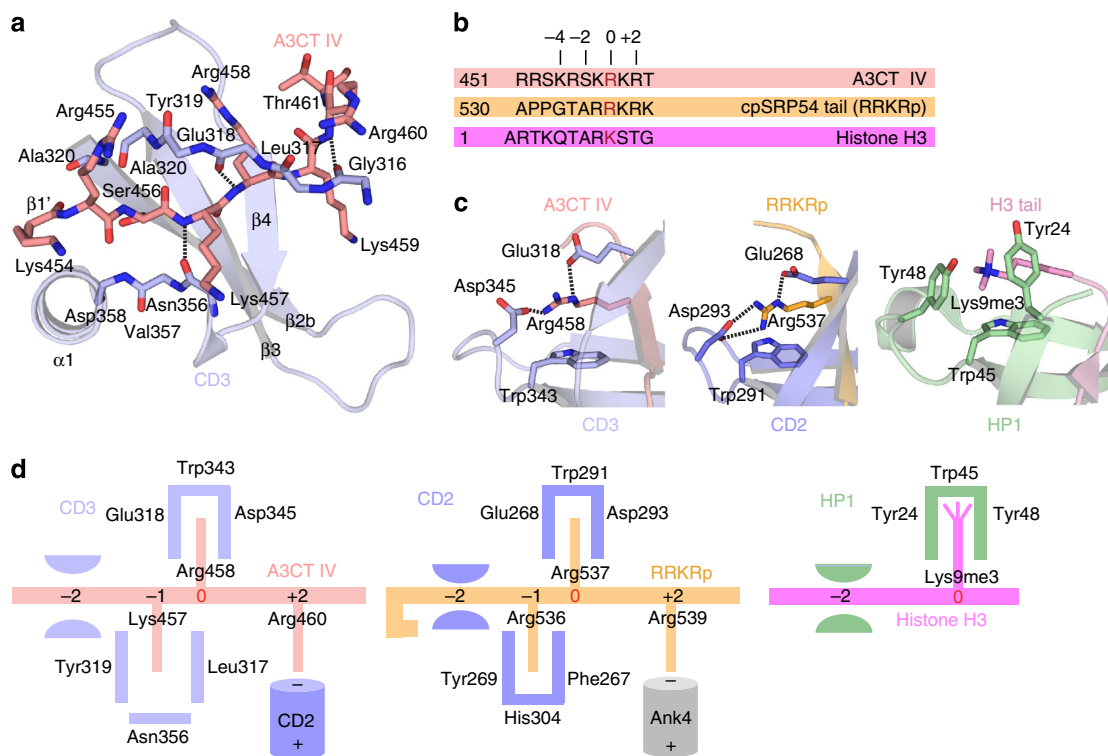 a
A3CT IV
Arg458
Arg455
Tyr319
Thr461
Glu318
Arg460
Ala320
Leu317
Ala320
Gly316
Ser456
β1'
β4
Lys454
Lys459
Asn356
Lys457
Asp358
Val357
β2b
β3
α1
CD3
b
–4 –2 0 +2
451 RRSKRSKRKRT A3CT IV
530 APPGTARRKRK cpSRP54 tail (RRKRp)
1 ARTKQTARKSTG Histone H3
c
A3CT IV
Glu318
Asp345
Arg458
Trp343
CD3
RRKRp
Glu268
Asp293
Arg537
Trp291
CD2
H3 tail
Tyr24
Tyr48
Lys9me3
Trp45
HP1
d
CD3
Trp343
Glu318 Asp345
Arg458
A3CT IV
–2 –1 0 +2
Lys457
Arg460
Tyr319 Leu317
Asn356
–
CD2
+
CD2
Trp291
Glu268 Asp293
Arg537
RRKRp
–2 –1 0 +2
Arg536
Arg539
Tyr269 Phe267
His304
–
Ank4
+
HP1
Trp45
Tyr24 Tyr48
Lys9me3
–2 0
Histone H3